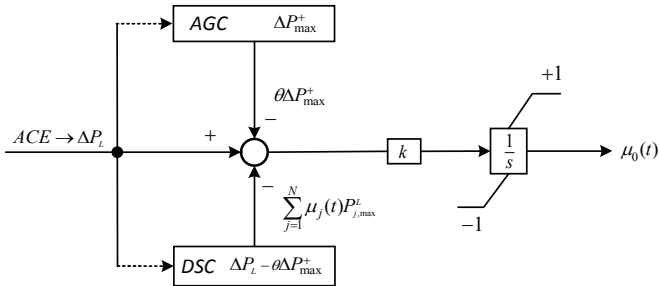 AGC ΔP⁺max
+1
θΔP⁺max
−
ACE → ΔP_L
+
k
1/s
μ₀(t)
−
∑_{j=1}^{N} μ_j(t)P^L_{j,max}
−1
DSC ΔP_L − θΔP⁺max